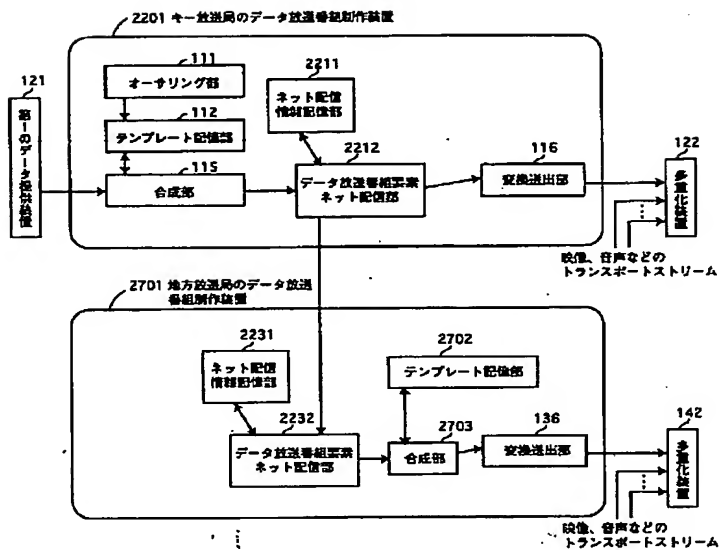 2201 キー放送局のデータ放送番組制作装置
121
第1のデータ提供装置
111
オーサリング部
112
テンプレート記憶部
115
合成部
2211
ネット配信
情報記憶部
2212
データ放送番組要素
ネット配信部
116
変換送出部
122
多重化装置
映像、音声などの
トランスポートストリーム
2701 地方放送局のデータ放送
番組制作装置
2231
ネット配信
情報記憶部
2232
データ放送番組要素
ネット配信部
2702
テンプレート記憶部
2703
合成部
136
変換送出部
142
多重化装置
映像、音声などの
トランスポートストリーム